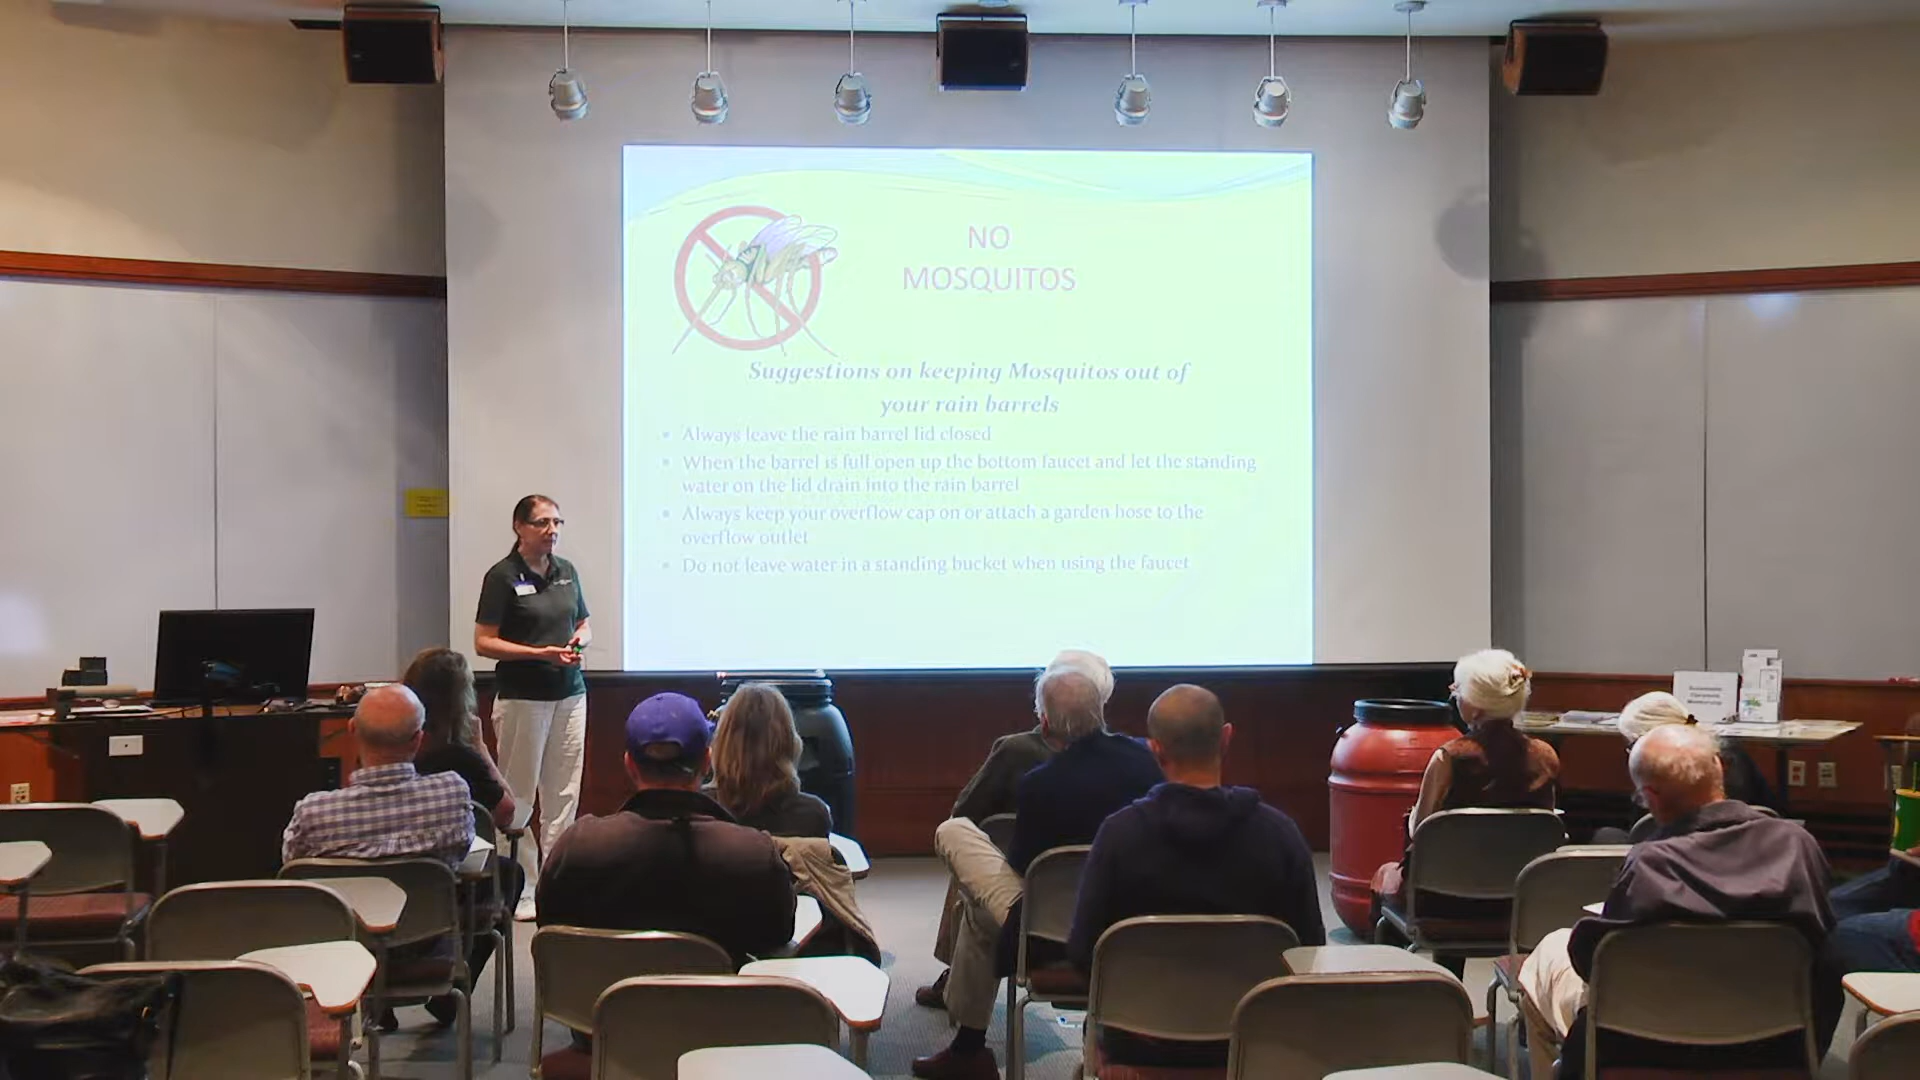 NO
MOSQUITOS
Suggestions on keeping Mosquitos out of
your rain barrels
Always leave the rain barrel lid closed
When the barrel is full open up the bottom faucet and let the standing
water on the lid drain into the rain barrel
Always keep your overflow cap on or attach a garden hose to the
overflow outlet
Do not leave water in a standing bucket when using the faucet